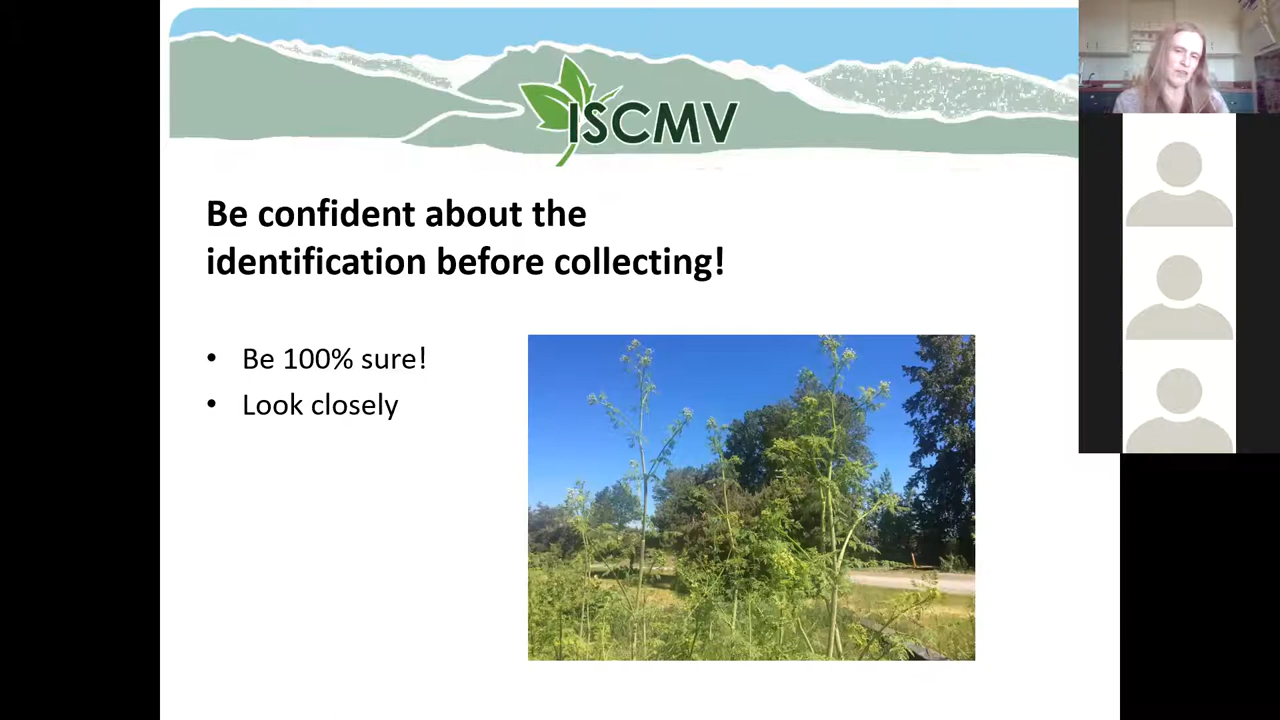 ISCMV
Be confident about the
identification before collecting!
• Be 100% sure!
• Look closely